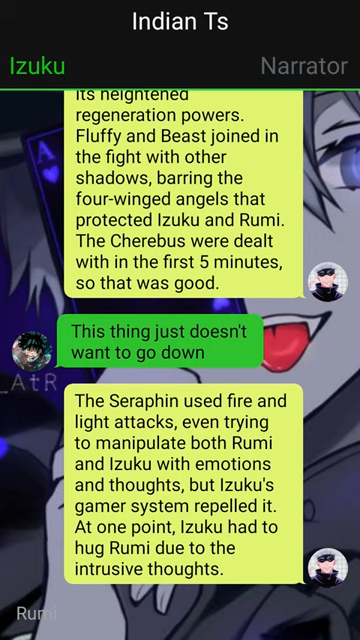 Indian Ts
Izuku
Narrator
its heightened
regeneration powers.
Fluffy and Beast joined in
the fight with other
shadows, barring the
four-winged angels that
protected Izuku and Rumi.
The Cherebus were dealt
with in the first 5 minutes,
so that was good.
This thing just doesn't
want to go down
_AtR
The Seraphin used fire and
light attacks, even trying
to manipulate both Rumi
and Izuku with emotions
and thoughts, but Izuku's
gamer system repelled it.
At one point, Izuku had to
hug Rumi due to the
intrusive thoughts.
Rumi